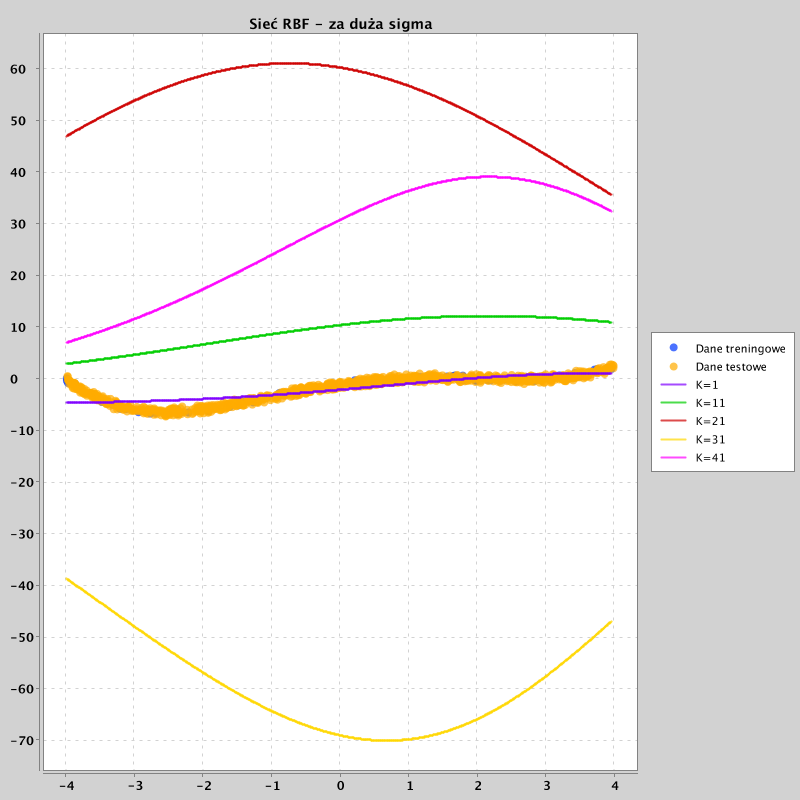 Sieć RBF – za duża sigma
60
50
40
30
20
10
0
-10
-20
-30
-40
-50
-60
-70
-4 -3 -2 -1 0 1 2 3 4
Dane treningowe
Dane testowe
K=1
K=11
K=21
K=31
K=41